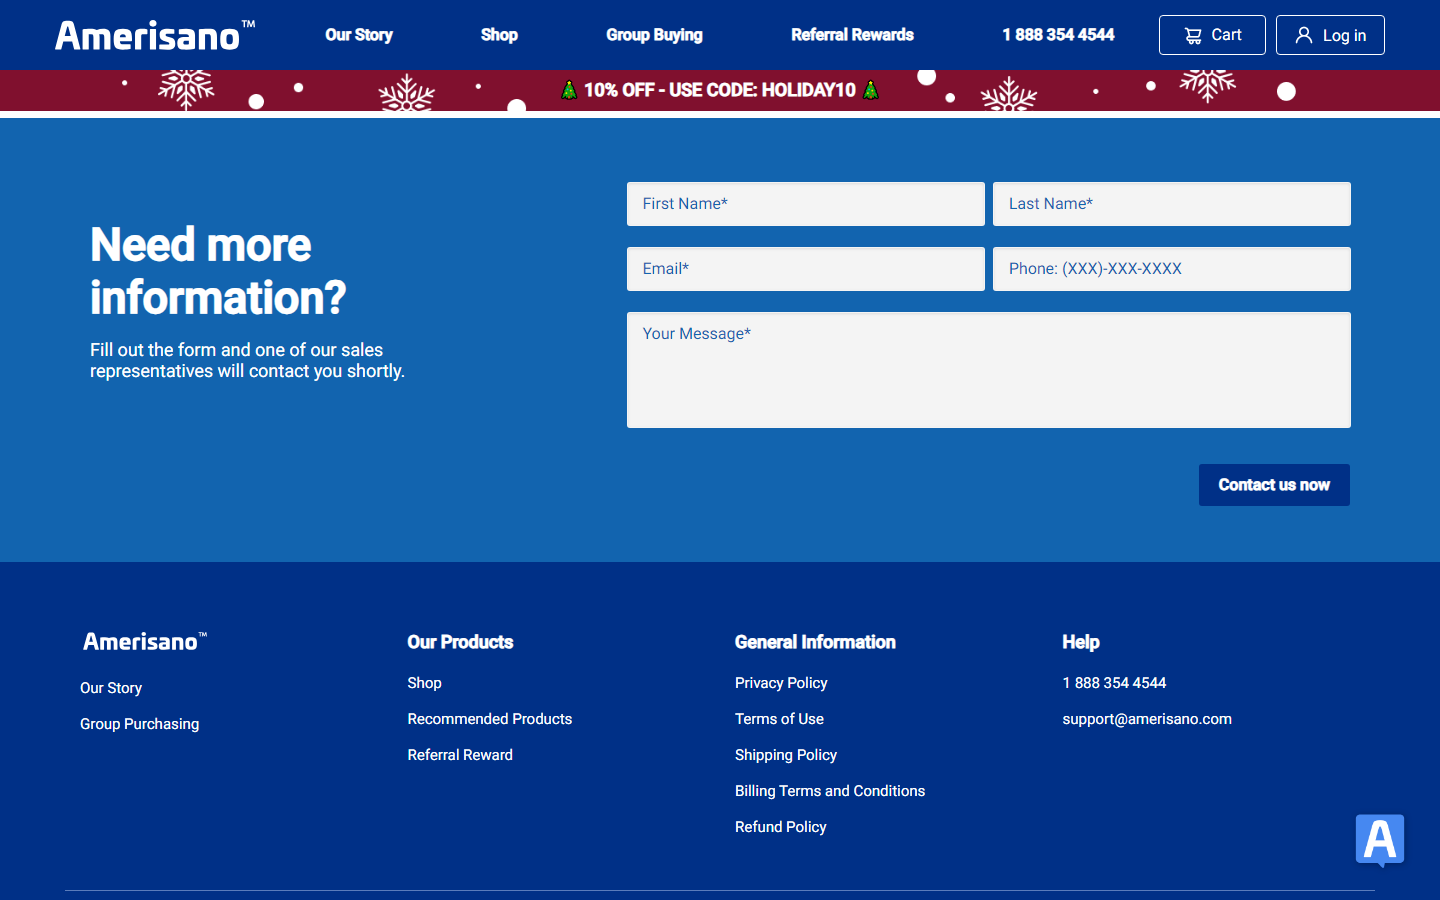 Amerisano™
Our Story
Shop
Group Buying
Referral Rewards
1 888 354 4544
Cart
Log in
10% OFF - USE CODE: HOLIDAY10
Need more
information?
Fill out the form and one of our sales
representatives will contact you shortly.
First Name*
Last Name*
Email*
Phone: (XXX)-XXX-XXXX
Your Message*
Contact us now
Amerisano™
Our Story
Group Purchasing
Our Products
Shop
Recommended Products
Referral Reward
General Information
Privacy Policy
Terms of Use
Shipping Policy
Billing Terms and Conditions
Refund Policy
Help
1 888 354 4544
support@amerisano.com
A